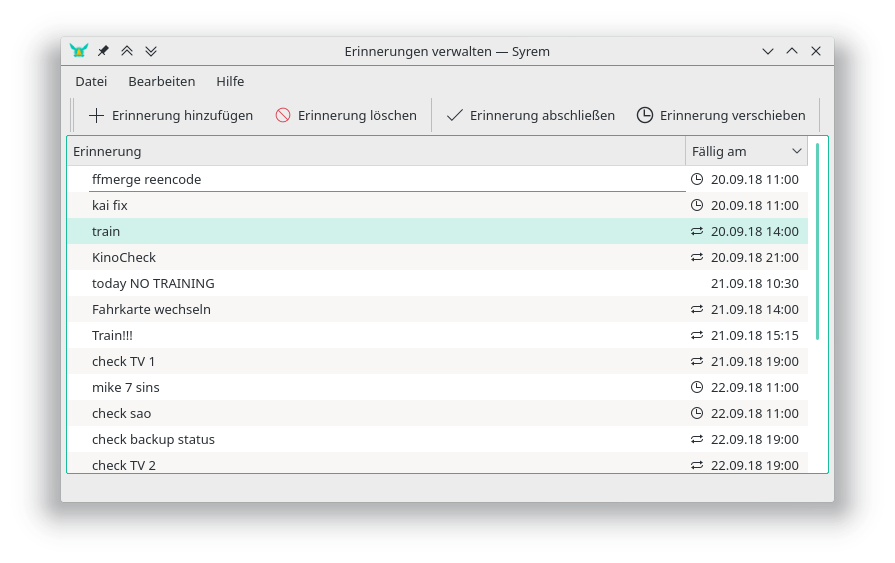 Erinnerungen verwalten — Syrem
Datei Bearbeiten Hilfe
Erinnerung hinzufügen Erinnerung löschen Erinnerung abschließen Erinnerung verschieben
Erinnerung Fällig am
ffmerge reencode 20.09.18 11:00
kai fix 20.09.18 11:00
train 20.09.18 14:00
KinoCheck 20.09.18 21:00
today NO TRAINING 21.09.18 10:30
Fahrkarte wechseln 21.09.18 14:00
Train!!! 21.09.18 15:15
check TV 1 21.09.18 19:00
mike 7 sins 22.09.18 11:00
check sao 22.09.18 11:00
check backup status 22.09.18 19:00
check TV 2 22.09.18 19:00